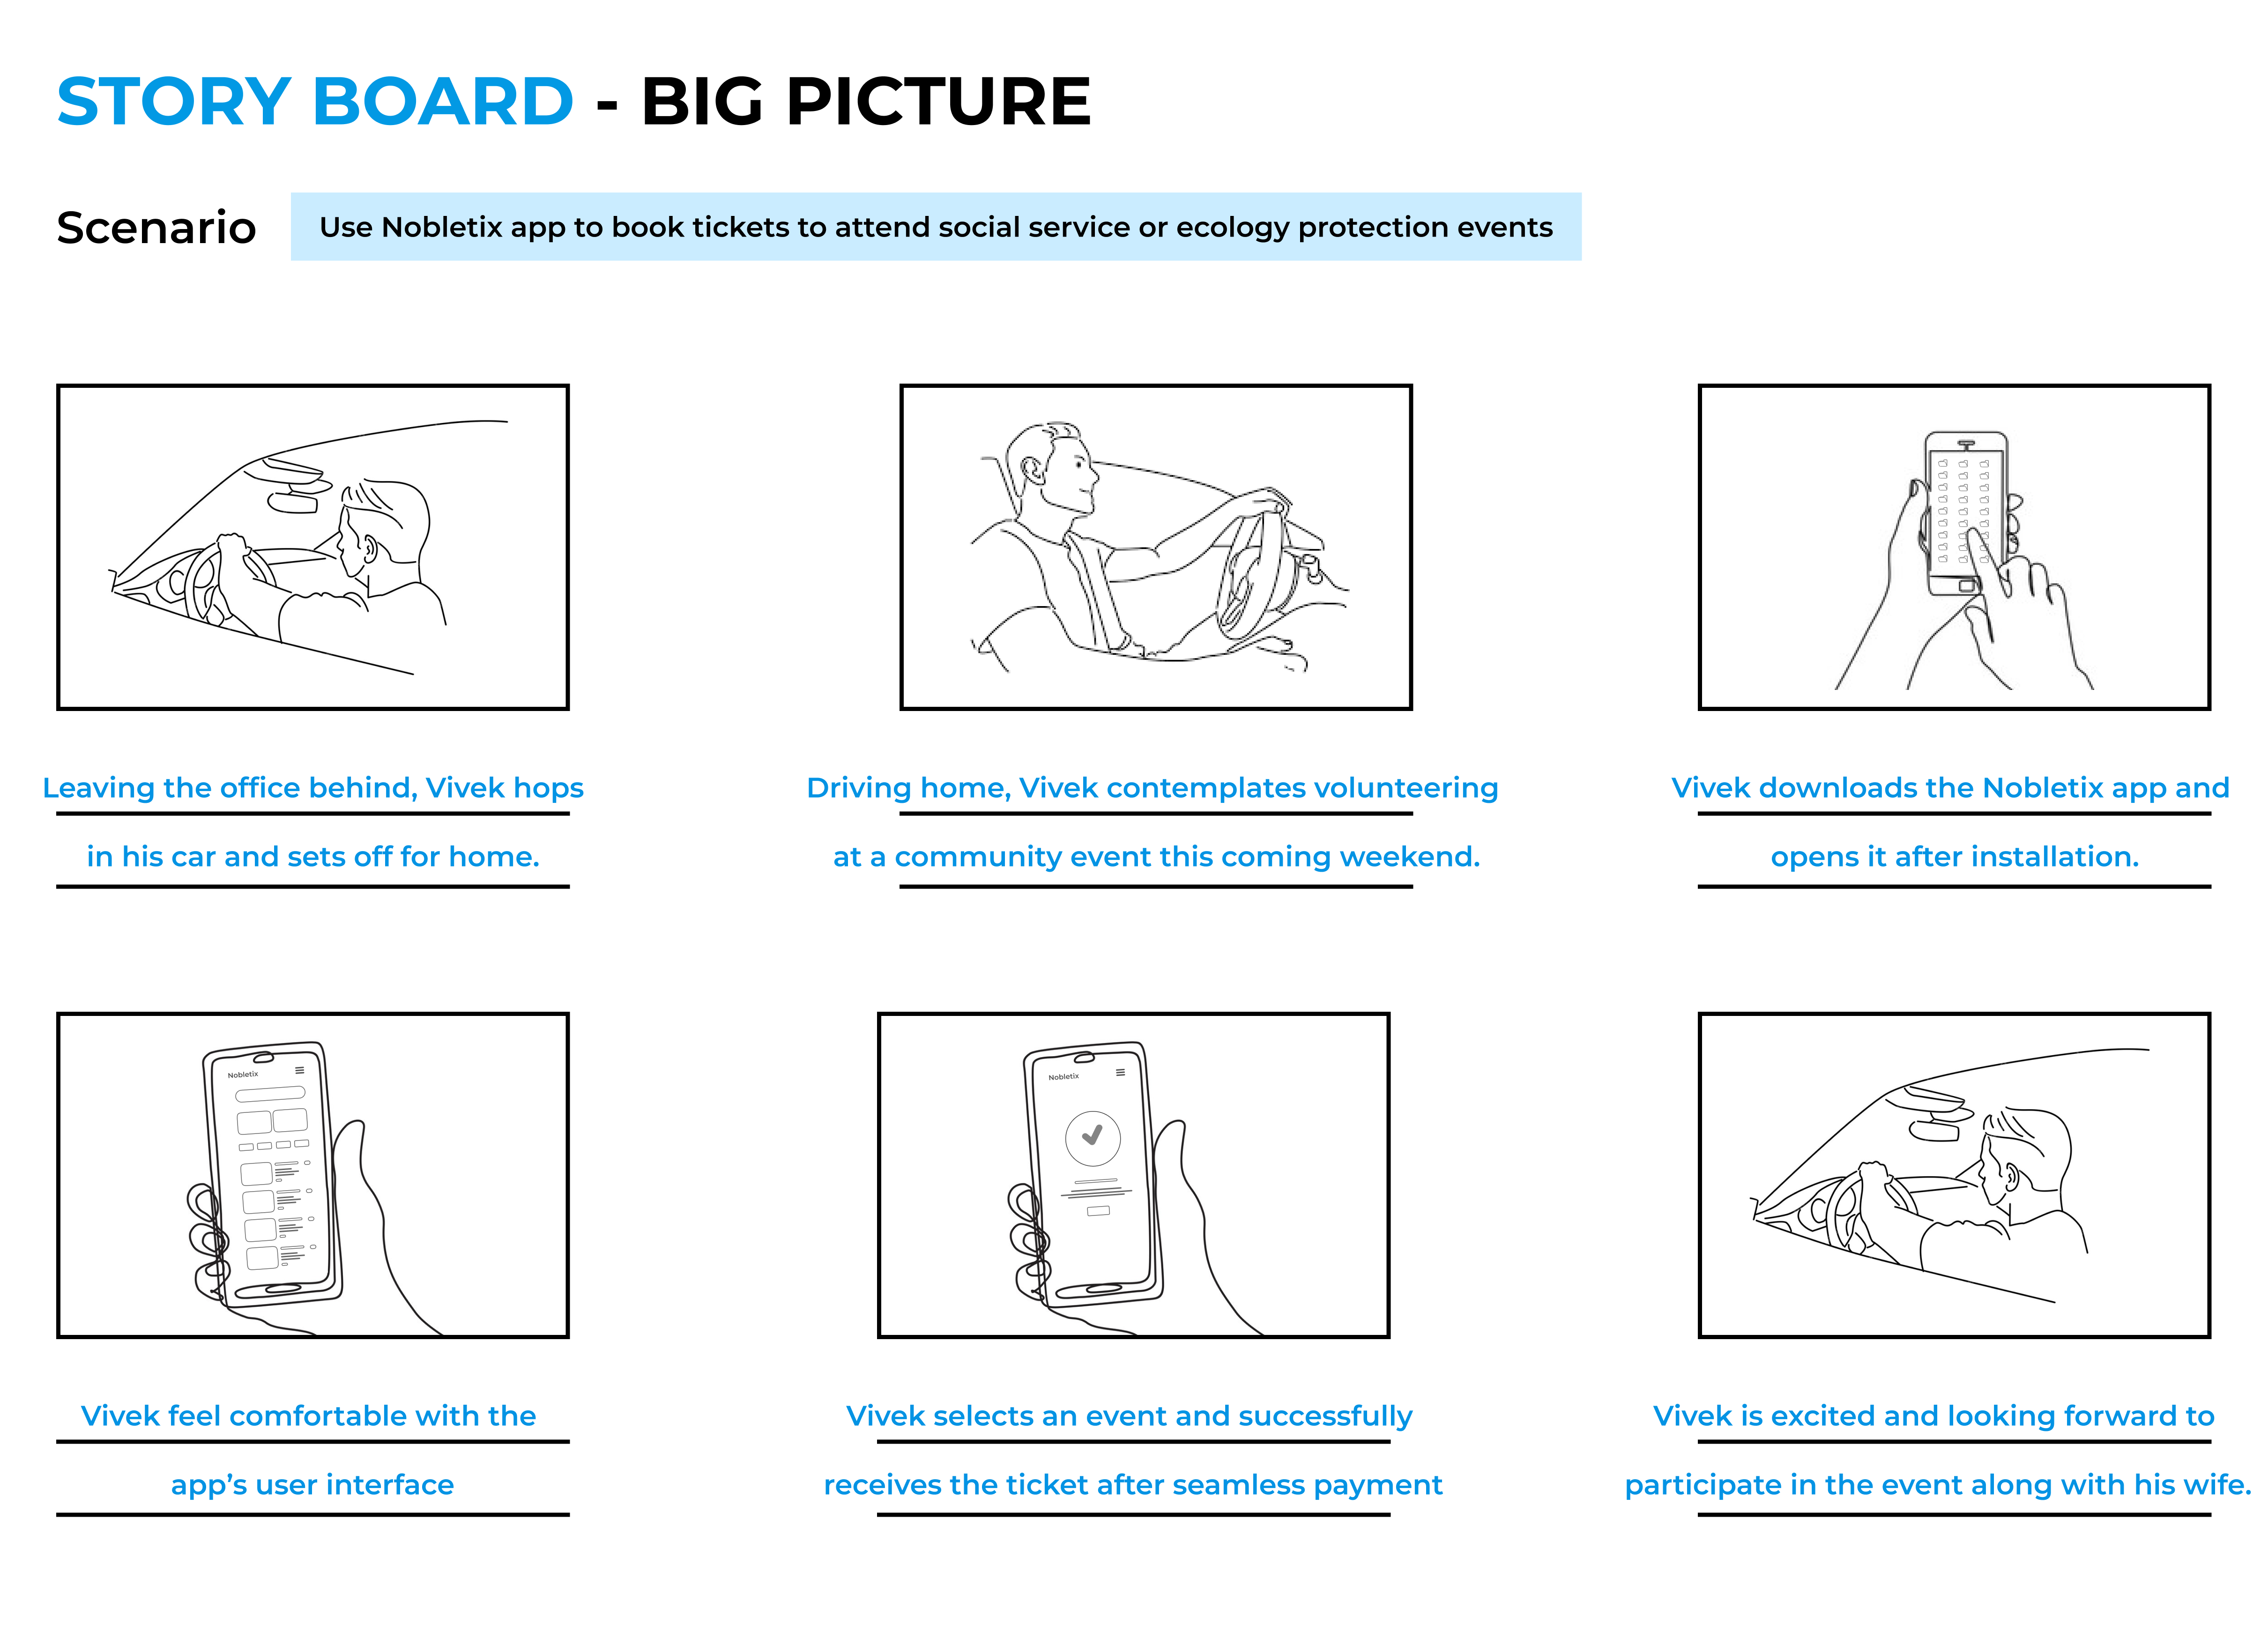 STORY BOARD - BIG PICTURE
Scenario
Use Nobletix app to book tickets to attend social service or ecology protection events
Leaving the office behind, Vivek hops
in his car and sets off for home.
Driving home, Vivek contemplates volunteering
at a community event this coming weekend.
Vivek downloads the Nobletix app and
opens it after installation.
Nobletix
Vivek feel comfortable with the
app’s user interface
Nobletix
Vivek selects an event and successfully
receives the ticket after seamless payment
Vivek is excited and looking forward to
participate in the event along with his wife.